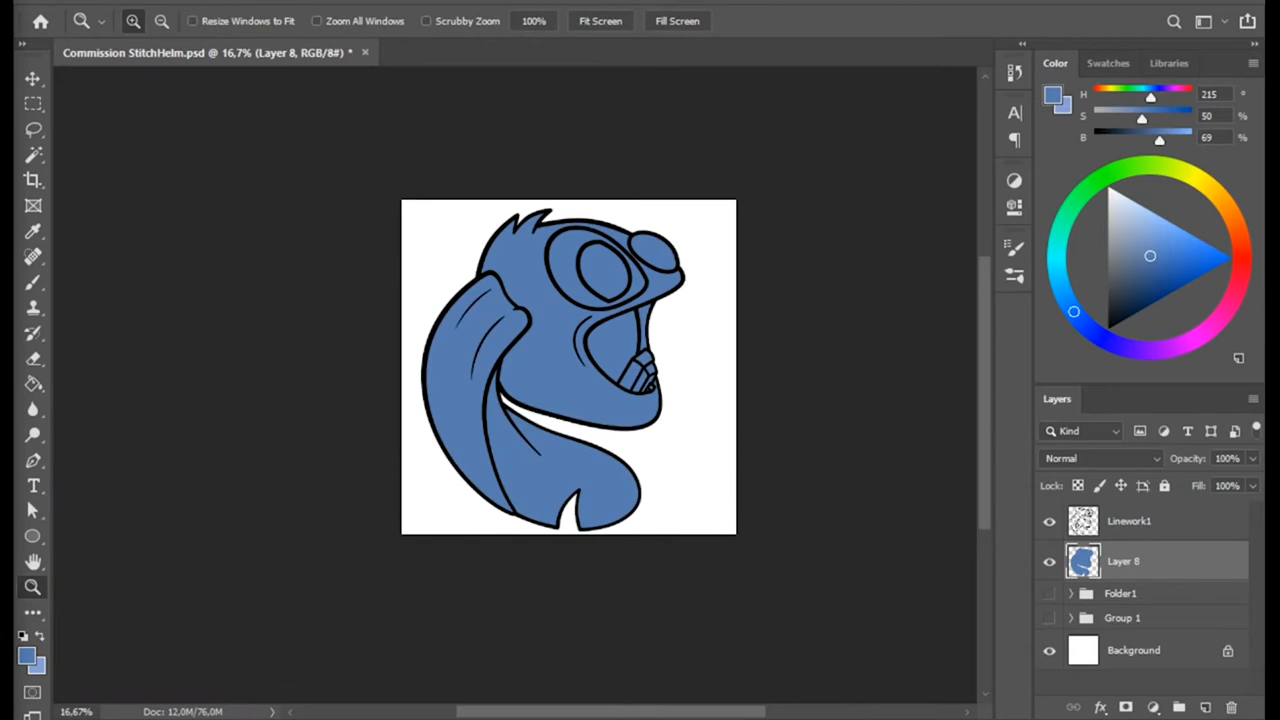 Resize Windows to Fit Zoom All Windows Scrubby Zoom 100% Fit Screen Fill Screen
Commission StitchHelm.psd @ 16,7% (Layer 8, RGB/8#) *
Color Swatches Libraries
H 215 °
S 50 %
B 69 %
Layers
Kind
Normal Opacity: 100%
Lock: Fill: 100%
Linework1
Layer 8
Folder1
Group 1
Background
16,67% Doc: 12,0M/76,0M